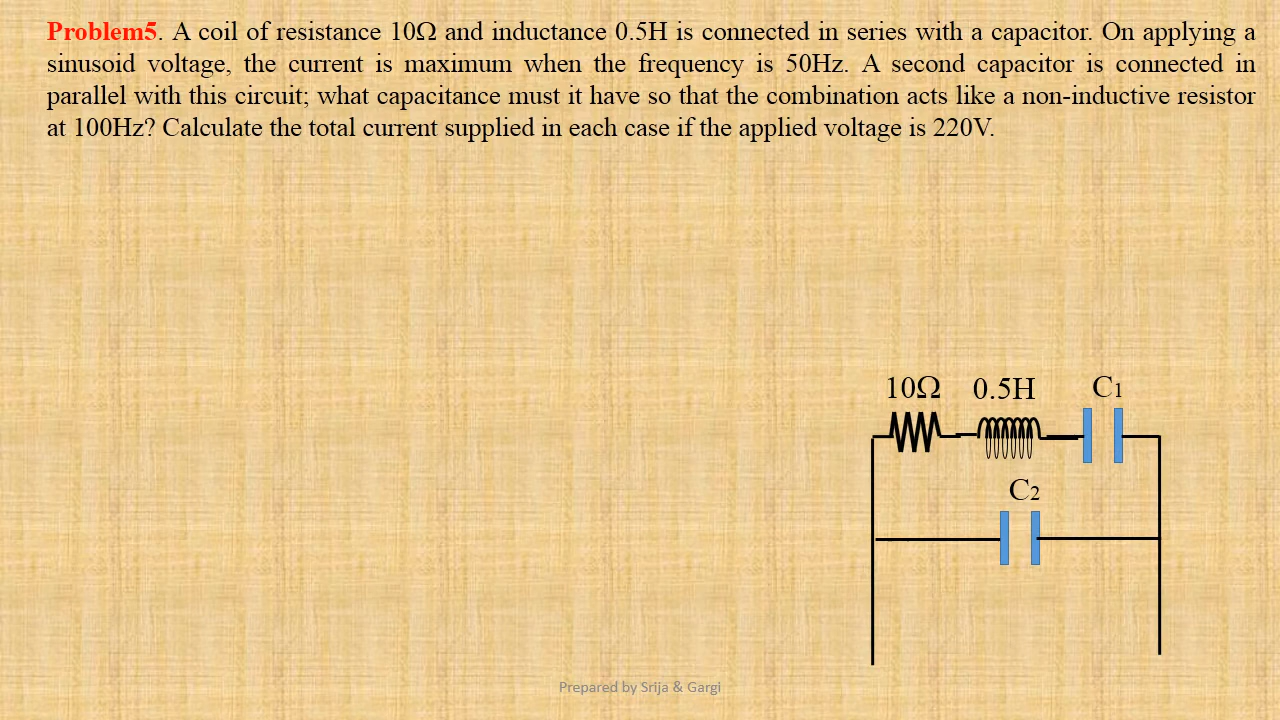 Problem5. A coil of resistance 10Ω and inductance 0.5H is connected in series with a capacitor. On applying a
sinusoid voltage, the current is maximum when the frequency is 50Hz. A second capacitor is connected in
parallel with this circuit; what capacitance must it have so that the combination acts like a non-inductive resistor
at 100Hz? Calculate the total current supplied in each case if the applied voltage is 220V.
10Ω 0.5H C1
C2
Prepared by Srija & Gargi